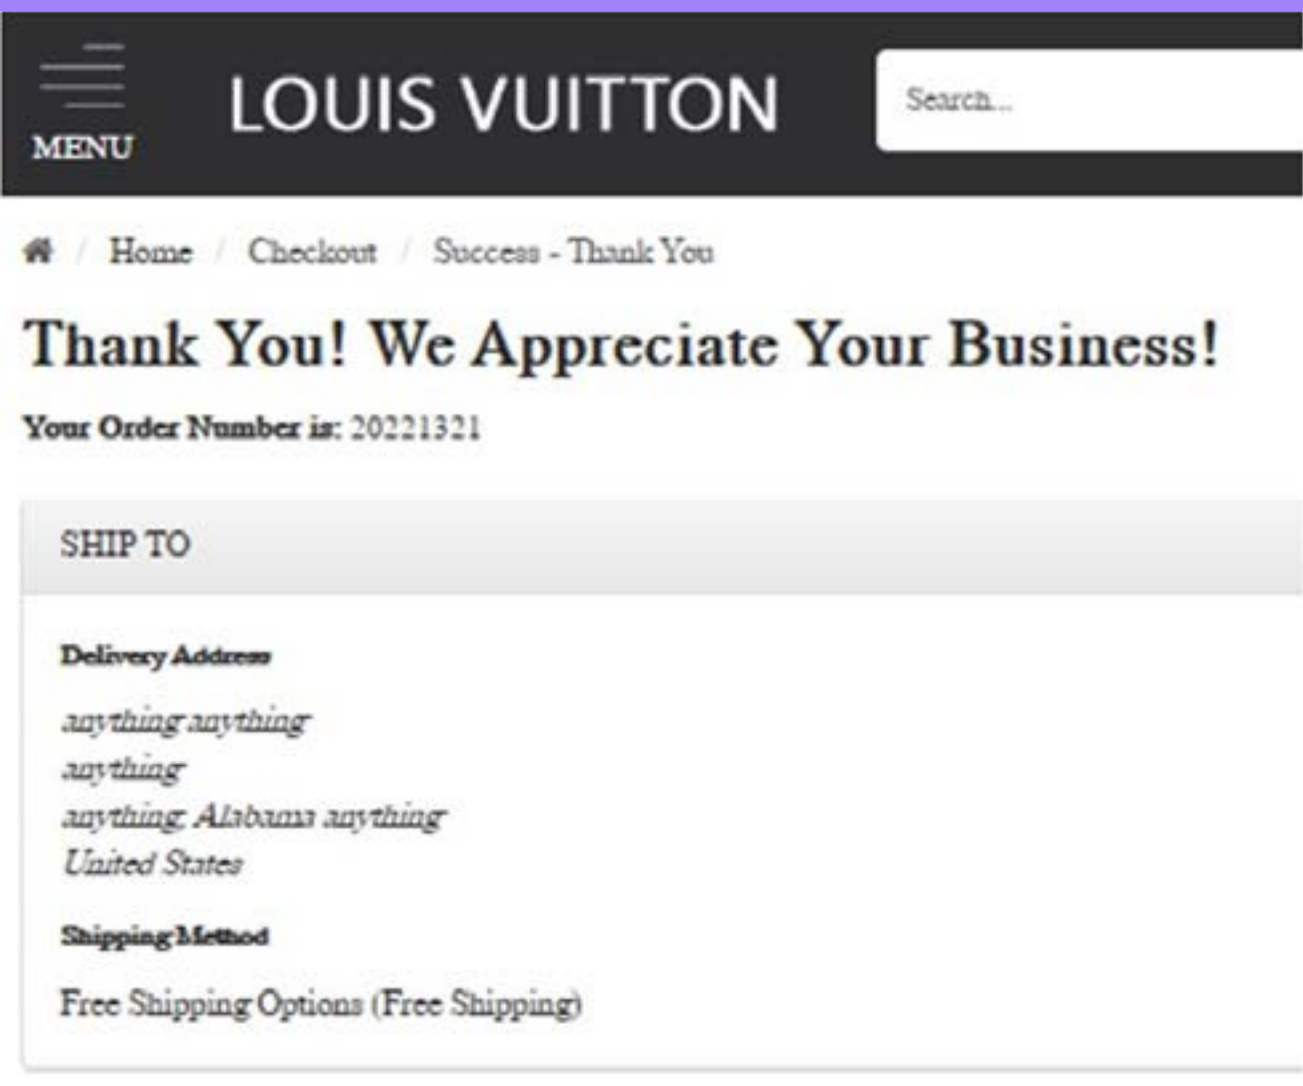 MENU
LOUIS VUITTON
Search...
/ Home / Checkout / Success - Thank You
Thank You! We Appreciate Your Business!
Your Order Number is: 20221321
SHIP TO
Delivery Address
anything anything
anything
anything, Alabama anything
United States
Shipping Method
Free Shipping Options (Free Shipping)